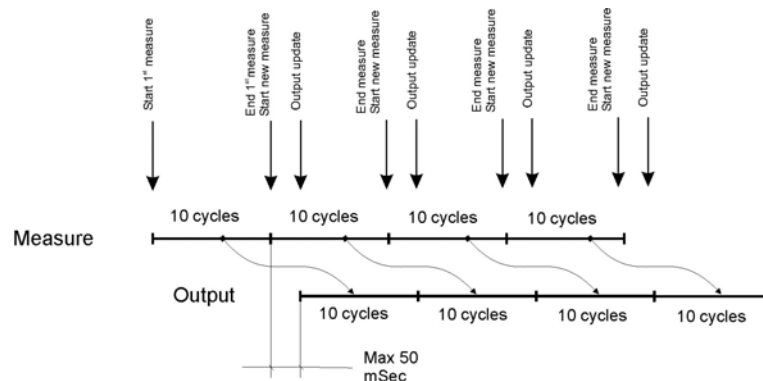 Start 1st measure
End 1st measure
Start new measure
Output update
End measure
Start new measure
Output update
End measure
Start new measure
Output update
End measure
Start new measure
Output update
10 cycles
10 cycles
10 cycles
10 cycles
Measure
Output
10 cycles
10 cycles
10 cycles
10 cycles
Max 50
mSec